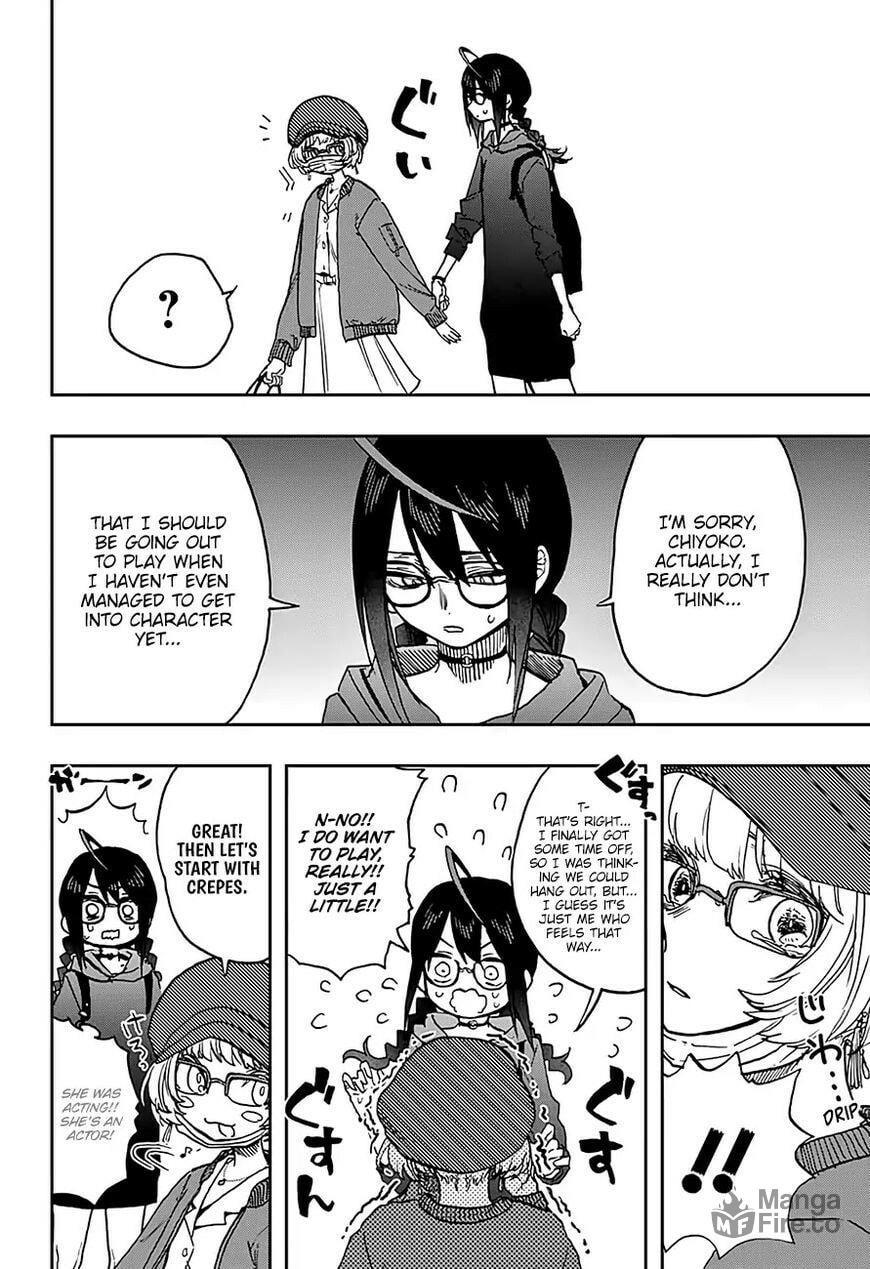 ぐい
?
I'M SORRY,
CHIYOKO.
ACTUALLY, I
REALLY DON'T
THINK...
THAT I SHOULD
BE GOING OUT
TO PLAY WHEN
I HAVEN'T EVEN
MANAGED TO GET
INTO CHARACTER
YET...
じわ...
DRIP
!!
ぐすっ
T-
THAT'S RIGHT...
I FINALLY GOT
SOME TIME OFF,
SO I WAS THINK-
ING WE COULD
HANG OUT, BUT...
I GUESS IT'S
JUST ME WHO
FEELS THAT
WAY...
N-NO!!
I DO WANT
TO PLAY,
REALLY!!
JUST A
LITTLE!!
ぐすん
ぐすん
GREAT!
THEN LET'S
START WITH
CREPES.
ガーン
けろっ
SHE WAS
ACTING!!
SHE'S AN
ACTOR!
Manga
Fire.to
MF